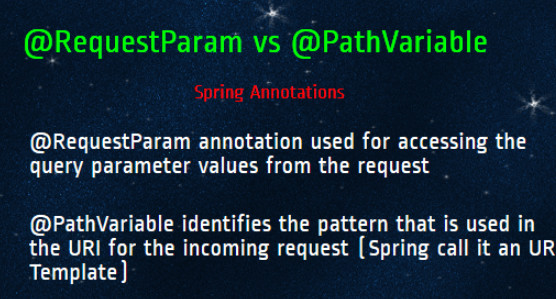 @RequestParam vs @PathVariable
Spring Annotations
@RequestParam annotation used for accessing the
query parameter values from the request
@PathVariable identifies the pattern that is used in
the URI for the incoming request [Spring call it an UR
Template]